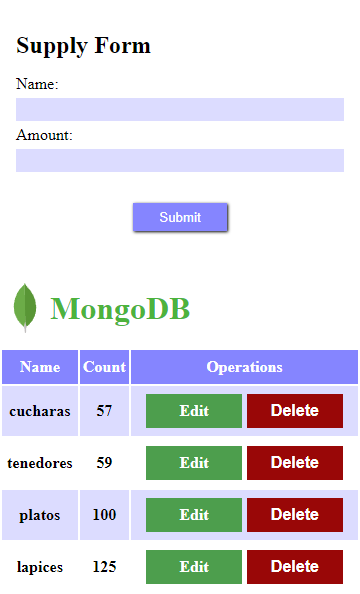 Supply Form
Name:
Amount:
Submit
MongoDB
Name Count Operations
cucharas 57 Edit Delete
tenedores 59 Edit Delete
platos 100 Edit Delete
lapices 125 Edit Delete